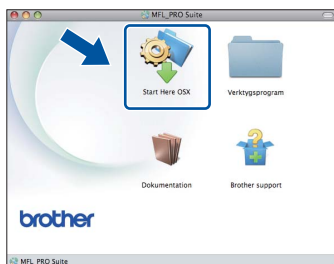 MFL_PRO Suite
Start Here OSX
Verktygsprogram
Dokumentation
Brother support
brother
MFL_PRO Suite